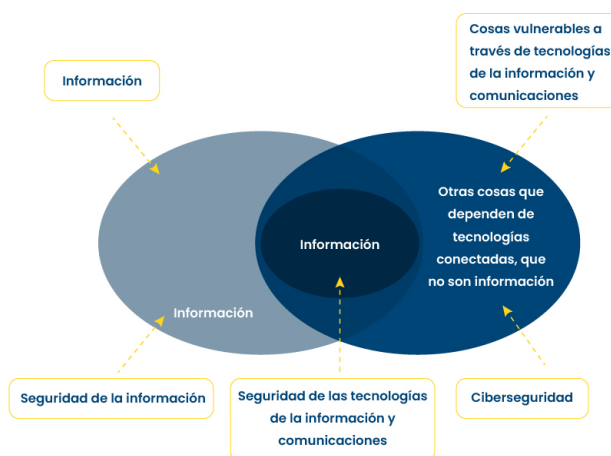 Cosas vulnerables a
través de tecnologías
de la información y
comunicaciones
Información
Otras cosas que
dependen de
tecnologías
conectadas, que
no son información
Información
Información
Seguridad de la información
Seguridad de las tecnologías
de la información y
comunicaciones
Ciberseguridad